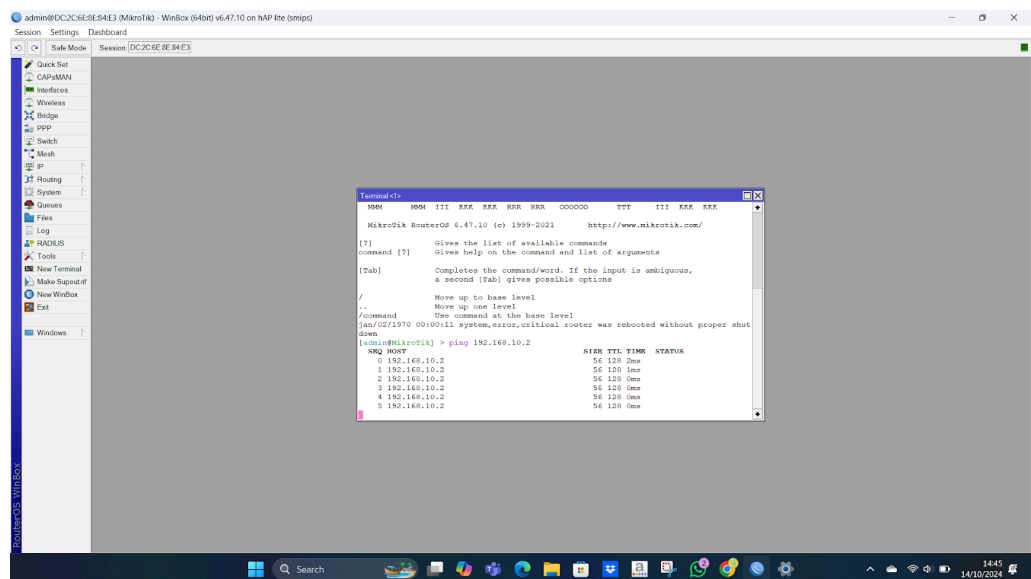 admin@DC:2C:6E:8E:84:E3 (MikroTik) - WinBox (64bit) v6.47.10 on hAP lite (smips)
Session Settings Dashboard
Safe Mode Session: DC:2C:6E:8E:84:E3
Quick Set
CAPsMAN
Interfaces
Wireless
Bridge
PPP
Switch
Mesh
IP
Routing
System
Queues
Files
Log
RADIUS
Tools
New Terminal
Make Supout.rif
New WinBox
Exit
Windows
RouterOS WinBox
Terminal <1>
MMM MMM III KKK KKK RRR RRR OOOOOO TTT III KKK KKK
MikroTik RouterOS 6.47.10 (c) 1999-2021 http://www.mikrotik.com/
[?] Gives the list of available commands
command [?] Gives help on the command and list of arguments
[Tab] Completes the command/word. If the input is ambiguous,
a second [Tab] gives possible options
/ Move up to base level
.. Move up one level
/command Use command at the base level
jan/02/1970 00:00:11 system,error,critical router was rebooted without proper shut
down
[admin@MikroTik] > ping 192.168.10.2
SEQ HOST SIZE TTL TIME STATUS
0 192.168.10.2 56 128 2ms
1 192.168.10.2 56 128 1ms
2 192.168.10.2 56 128 0ms
3 192.168.10.2 56 128 0ms
4 192.168.10.2 56 128 0ms
5 192.168.10.2 56 128 0ms
Search
a
2
14:45
14/10/2024